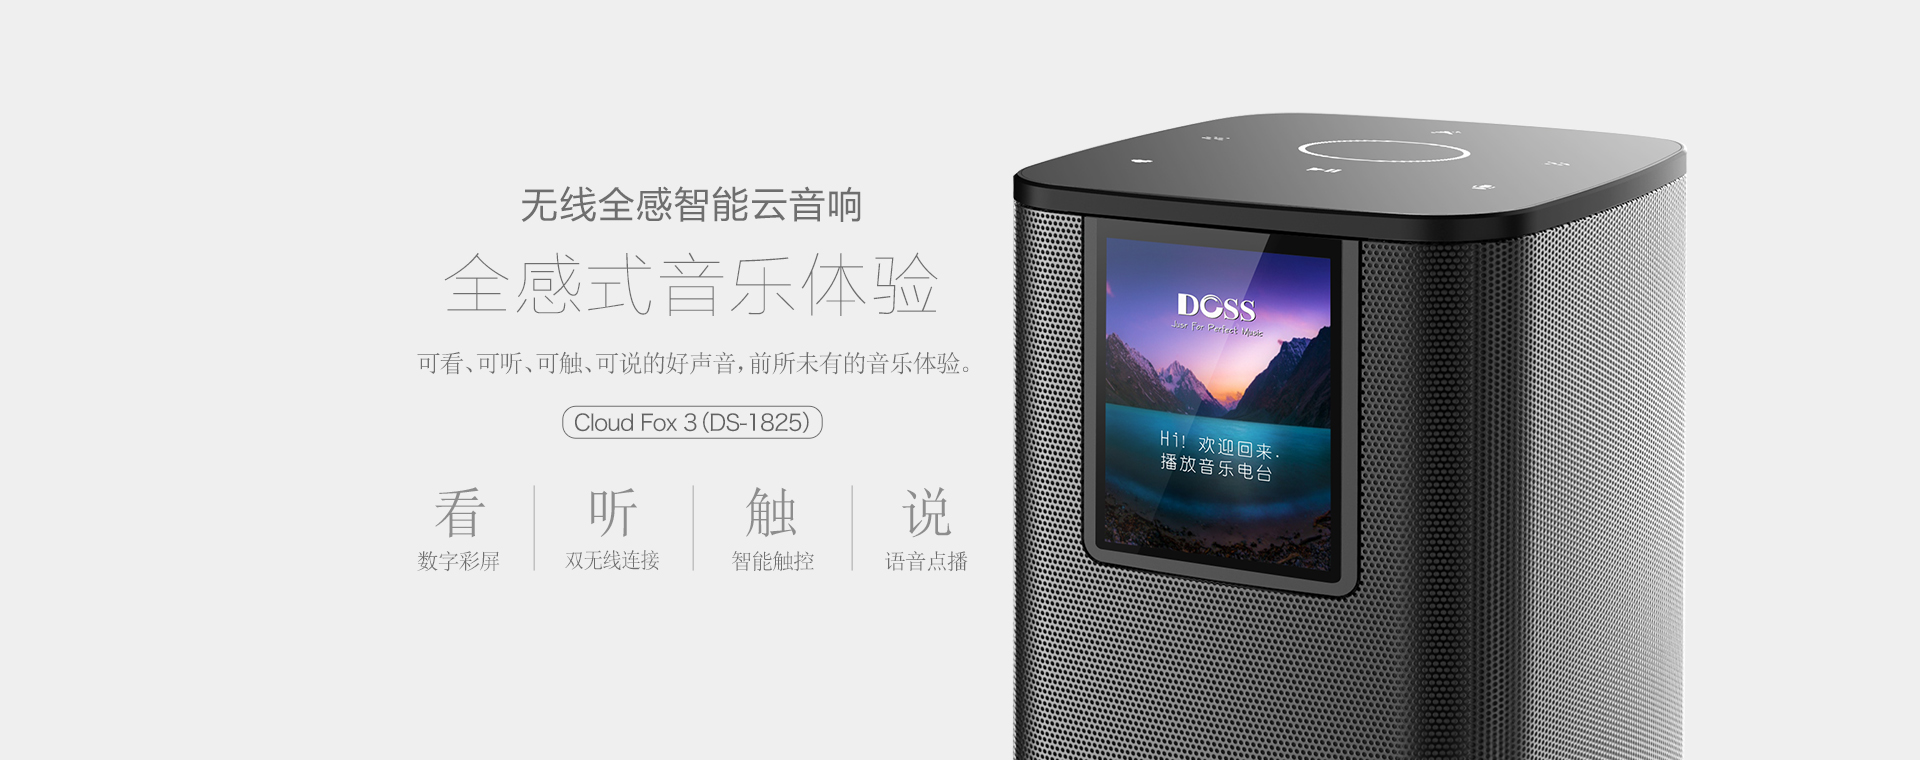 无线全感智能云音响
全感式音乐体验
可看、可听、可触、可说的好声音，前所未有的音乐体验。
Cloud Fox 3 (DS-1825)
看
数字彩屏
听
双无线连接
触
智能触控
说
语音点播
DOSS
Jusr For Perfect Music
Hi! 欢迎回来.
播放音乐电台